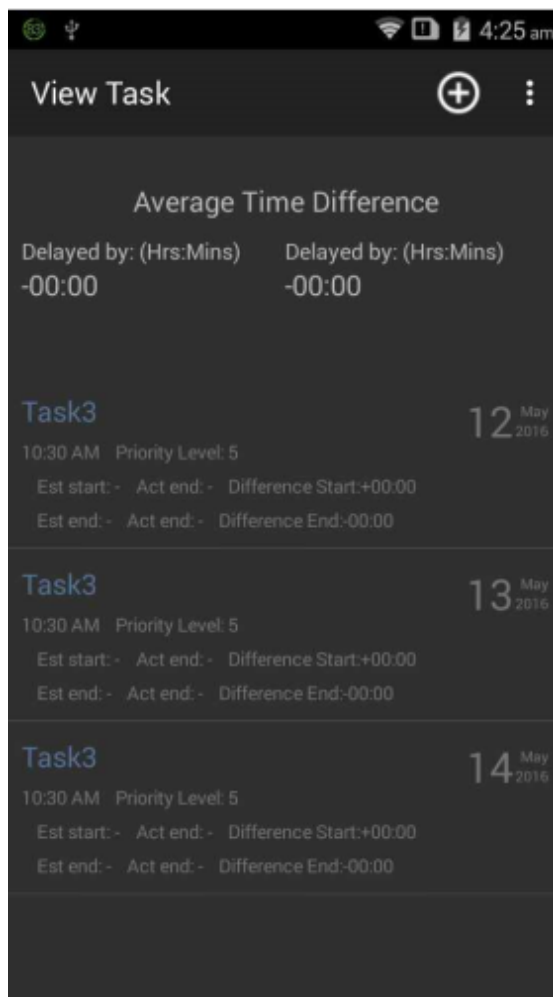 4:25 am
View Task
Average Time Difference
Delayed by: (Hrs:Mins) Delayed by: (Hrs:Mins)
-00:00 -00:00
Task3
12 May 2016
10:30 AM Priority Level: 5
Est start: - Act end: - Difference Start:+00:00
Est end: - Act end: - Difference End:-00:00
Task3
13 May 2016
10:30 AM Priority Level: 5
Est start: - Act end: - Difference Start:+00:00
Est end: - Act end: - Difference End:-00:00
Task3
14 May 2016
10:30 AM Priority Level: 5
Est start: - Act end: - Difference Start:+00:00
Est end: - Act end: - Difference End:-00:00